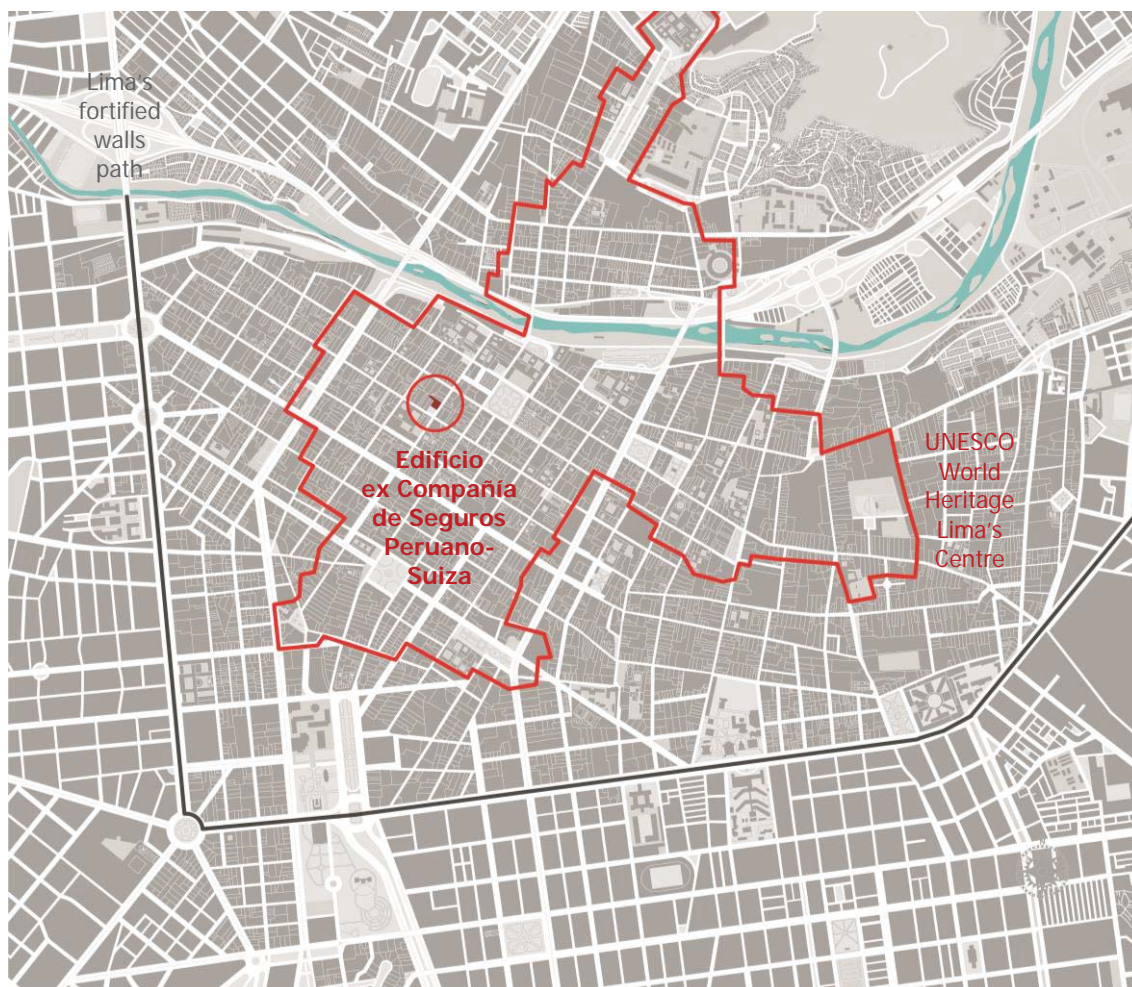 Lima's
fortified
walls
path
Edificio
ex Compañía
de Seguros
Peruano-
Suiza
UNESCO
World
Heritage
Lima's
Centre